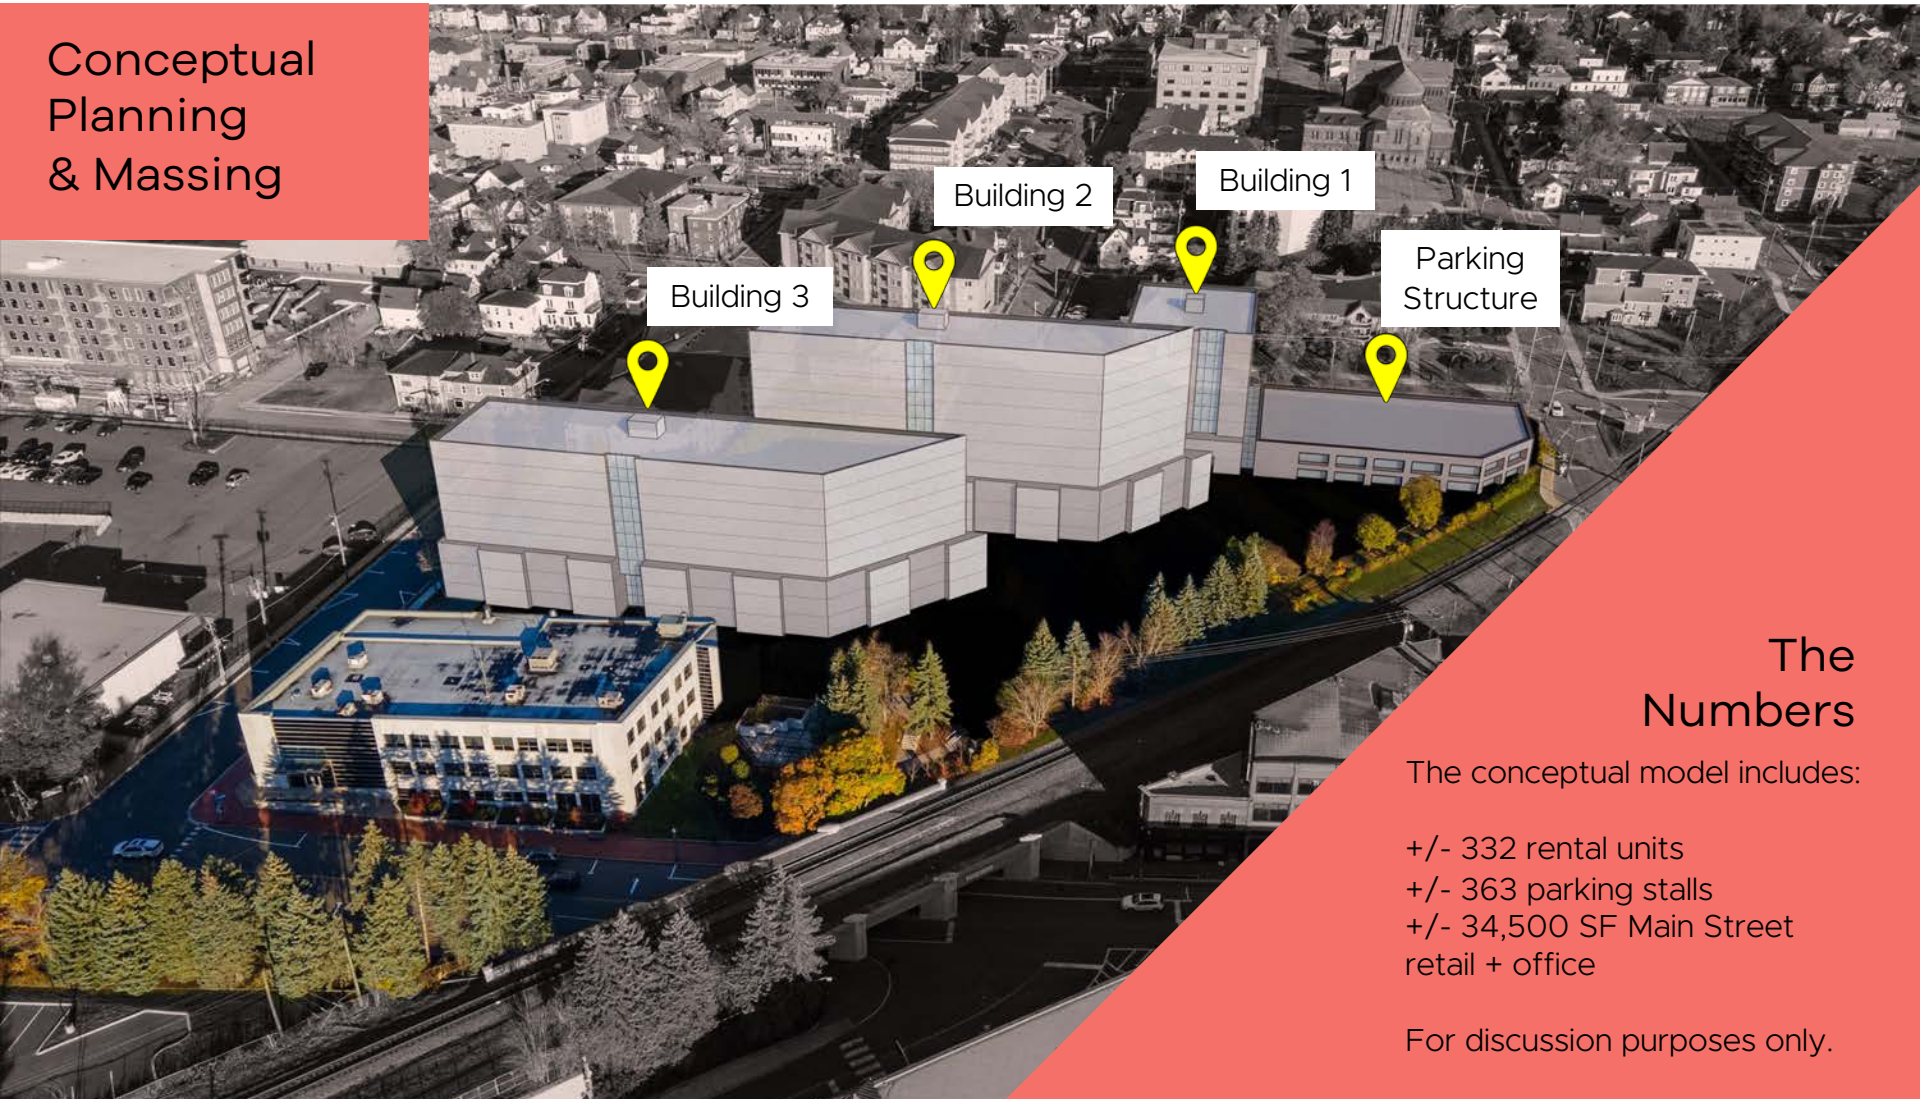 Conceptual
Planning
& Massing
Building 1
Building 2
Parking
Structure
Building 3
The
Numbers
The conceptual model includes:
+/- 332 rental units
+/- 363 parking stalls
+/- 34,500 SF Main Street
retail + office
For discussion purposes only.